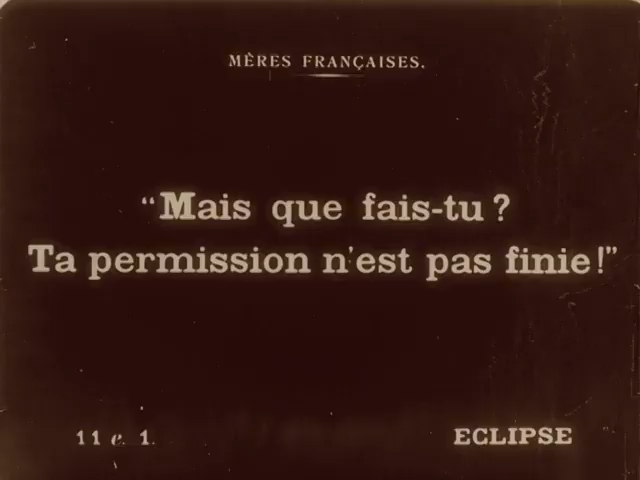 MÈRES FRANÇAISES.
“Mais que fais-tu ?
Ta permission n'est pas finie !”
11 e. 1.
ECLIPSE